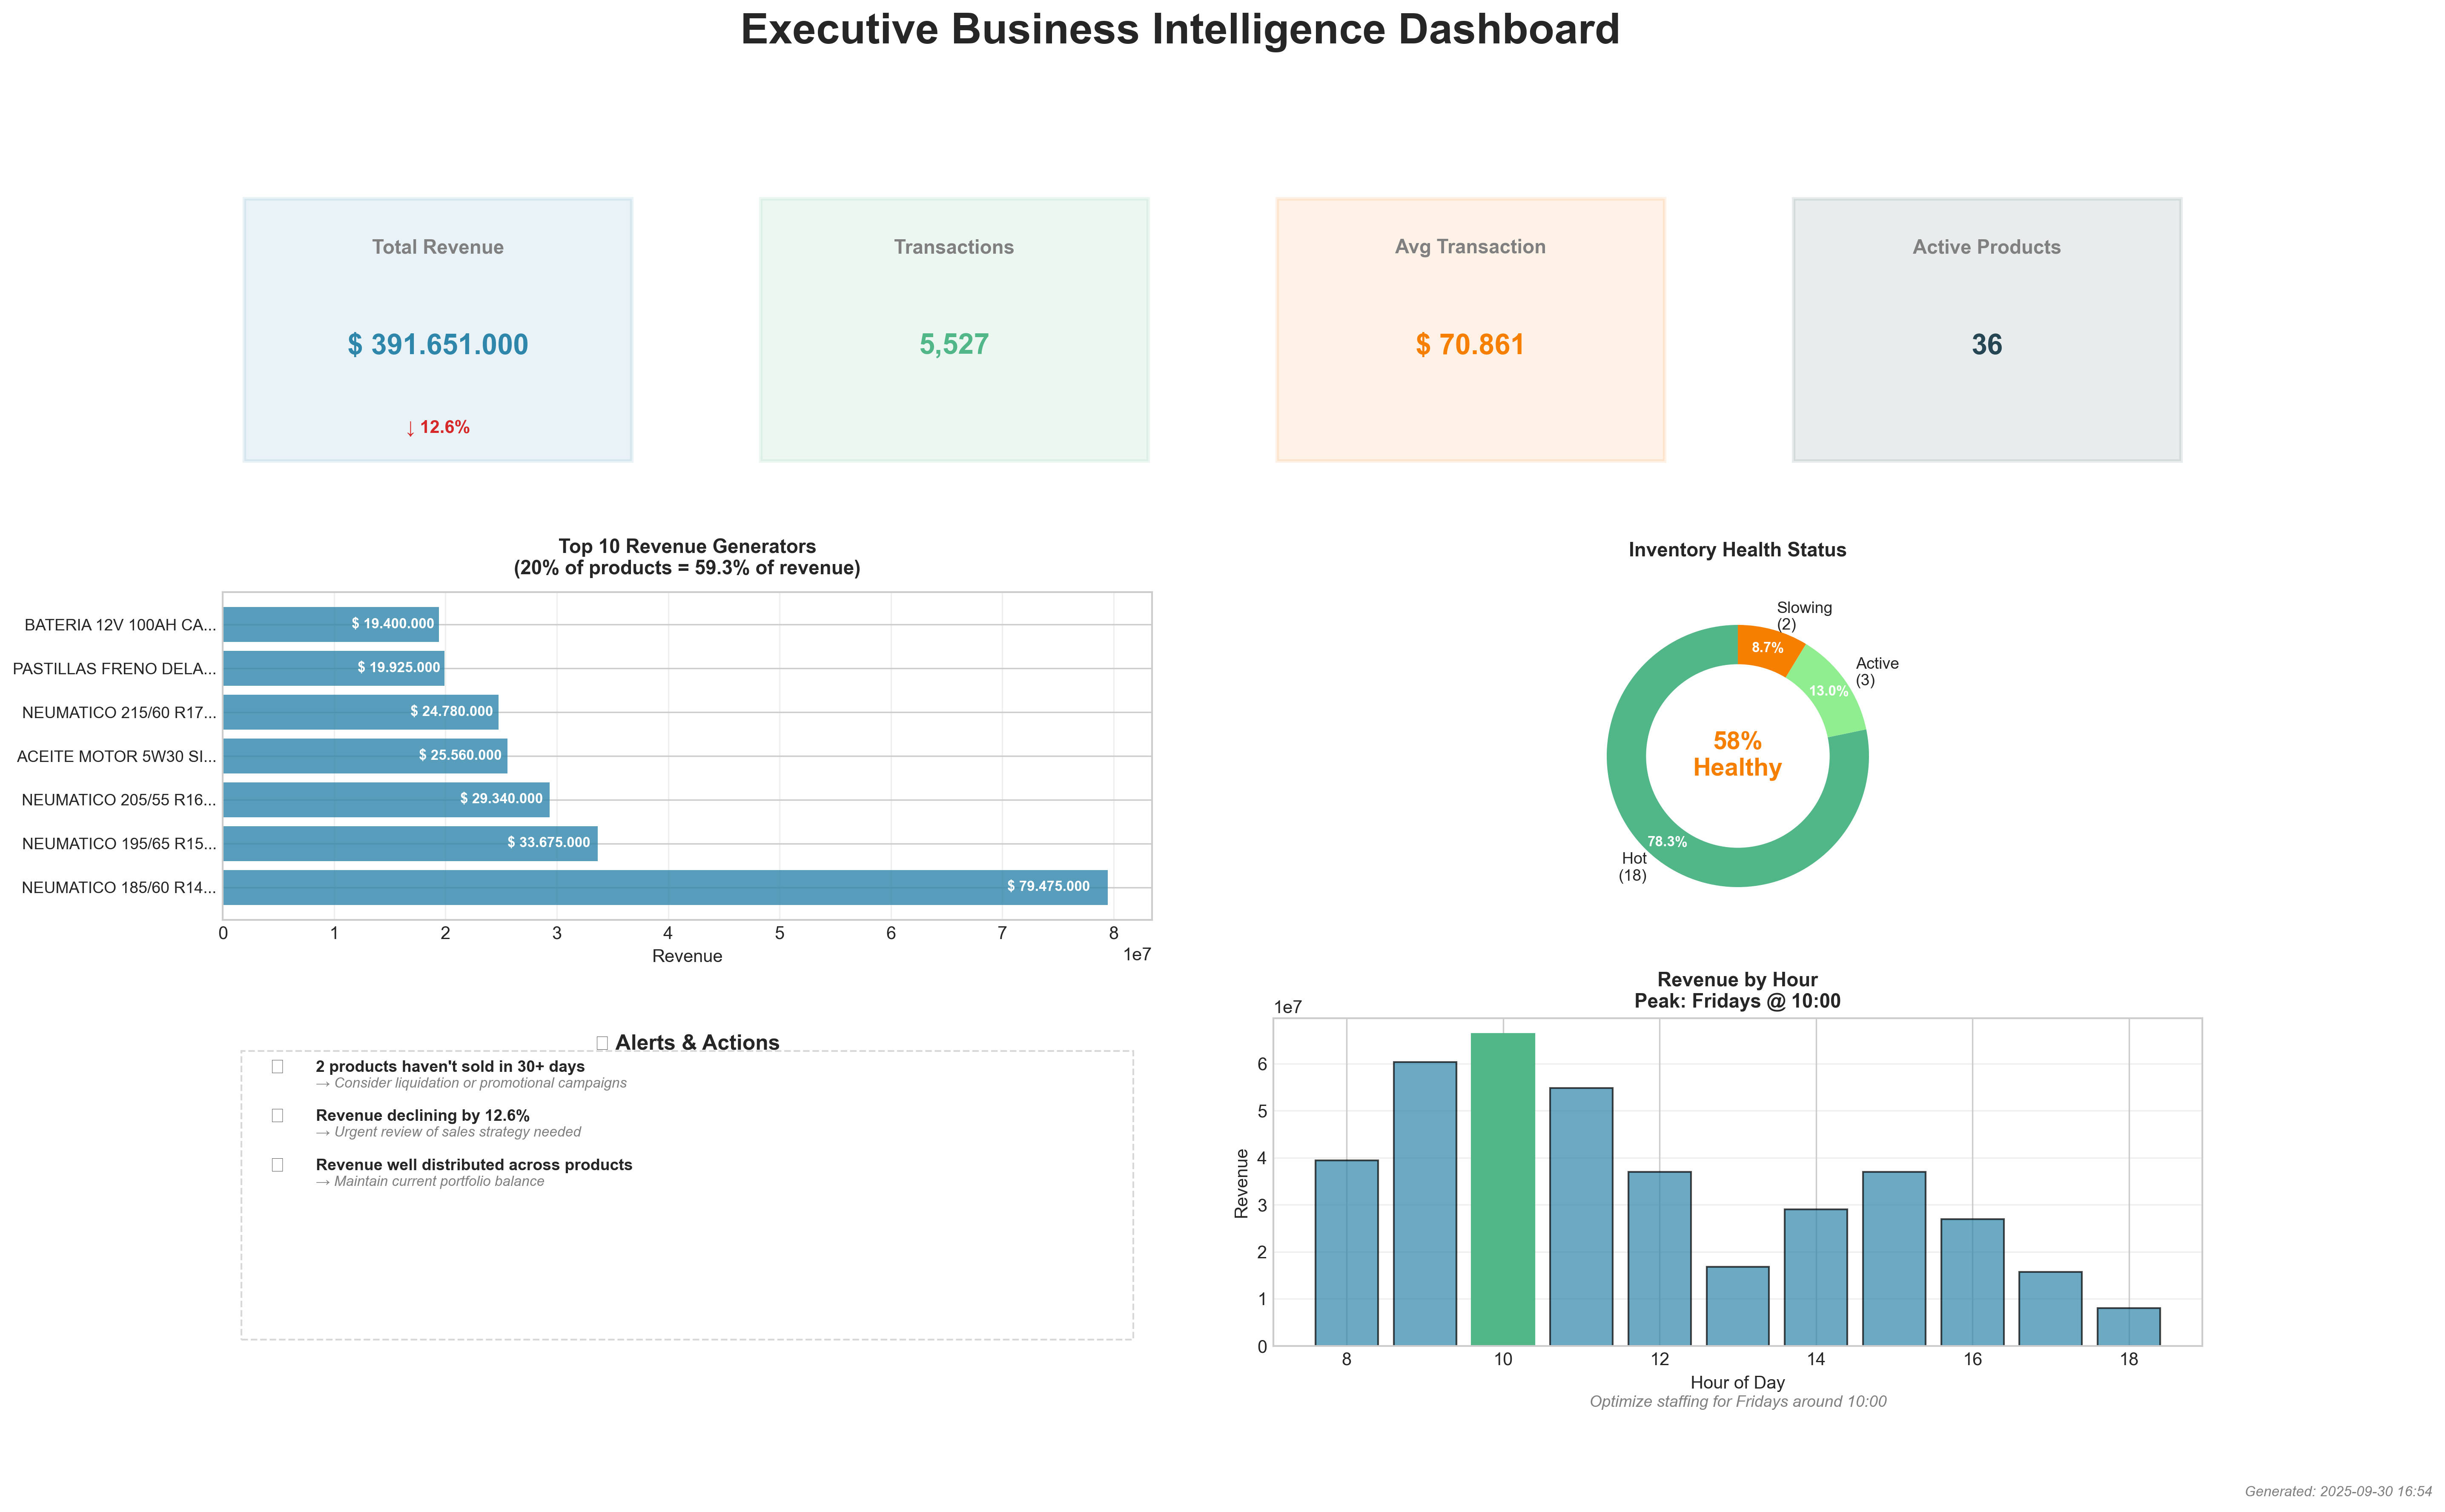 Executive Business Intelligence Dashboard
Total Revenue
$ 391.651.000
↓ 12.6%
Transactions
5,527
Avg Transaction
$ 70.861
Active Products
36
Top 10 Revenue Generators
(20% of products = 59.3% of revenue)
BATERIA 12V 100AH CA...
$ 19.400.000
PASTILLAS FRENO DELA...
$ 19.925.000
NEUMATICO 215/60 R17...
$ 24.780.000
ACEITE MOTOR 5W30 SI...
$ 25.560.000
NEUMATICO 205/55 R16...
$ 29.340.000
NEUMATICO 195/65 R15...
$ 33.675.000
NEUMATICO 185/60 R14...
$ 79.475.000
0 1 2 3 4 5 6 7 8
1e7
Revenue
Inventory Health Status
Slowing
(2)
8.7%
Active
(3)
13.0%
58%
Healthy
78.3%
Hot
(18)
Alerts & Actions
2 products haven't sold in 30+ days
→ Consider liquidation or promotional campaigns
Revenue declining by 12.6%
→ Urgent review of sales strategy needed
Revenue well distributed across products
→ Maintain current portfolio balance
Revenue by Hour
Peak: Fridays @ 10:00
1e7
6
5
4
3
2
1
0
Revenue
8 10 12 14 16 18
Hour of Day
Optimize staffing for Fridays around 10:00
Generated: 2025-09-30 16:54